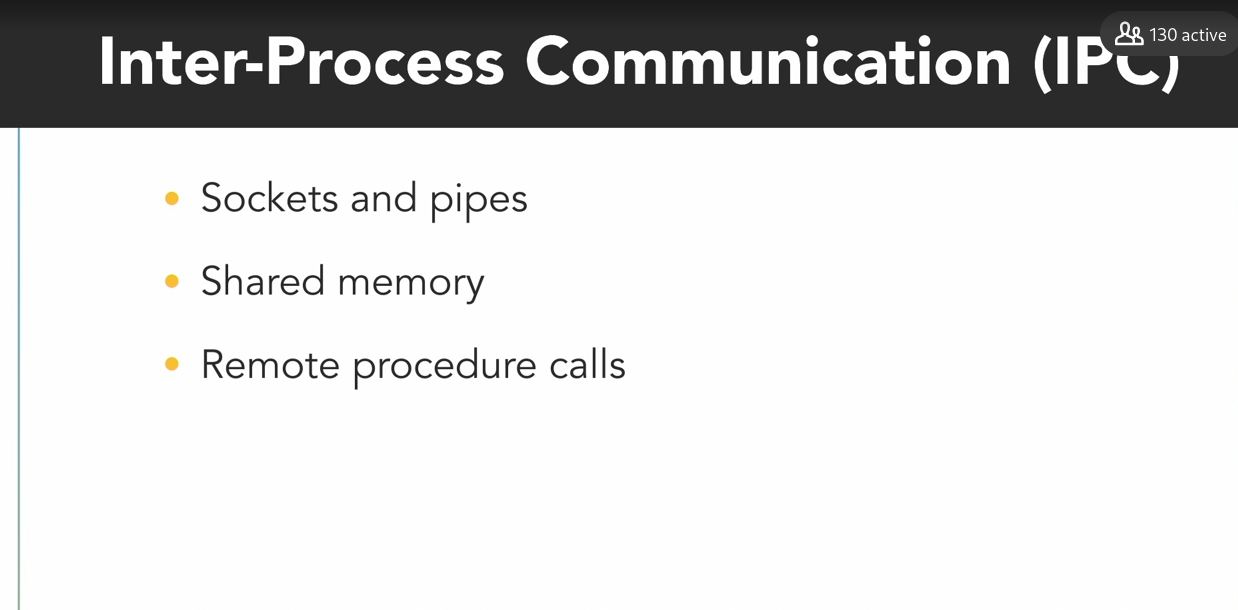 Inter-Process Communication (IPC)
130 active
Sockets and pipes
Shared memory
Remote procedure calls